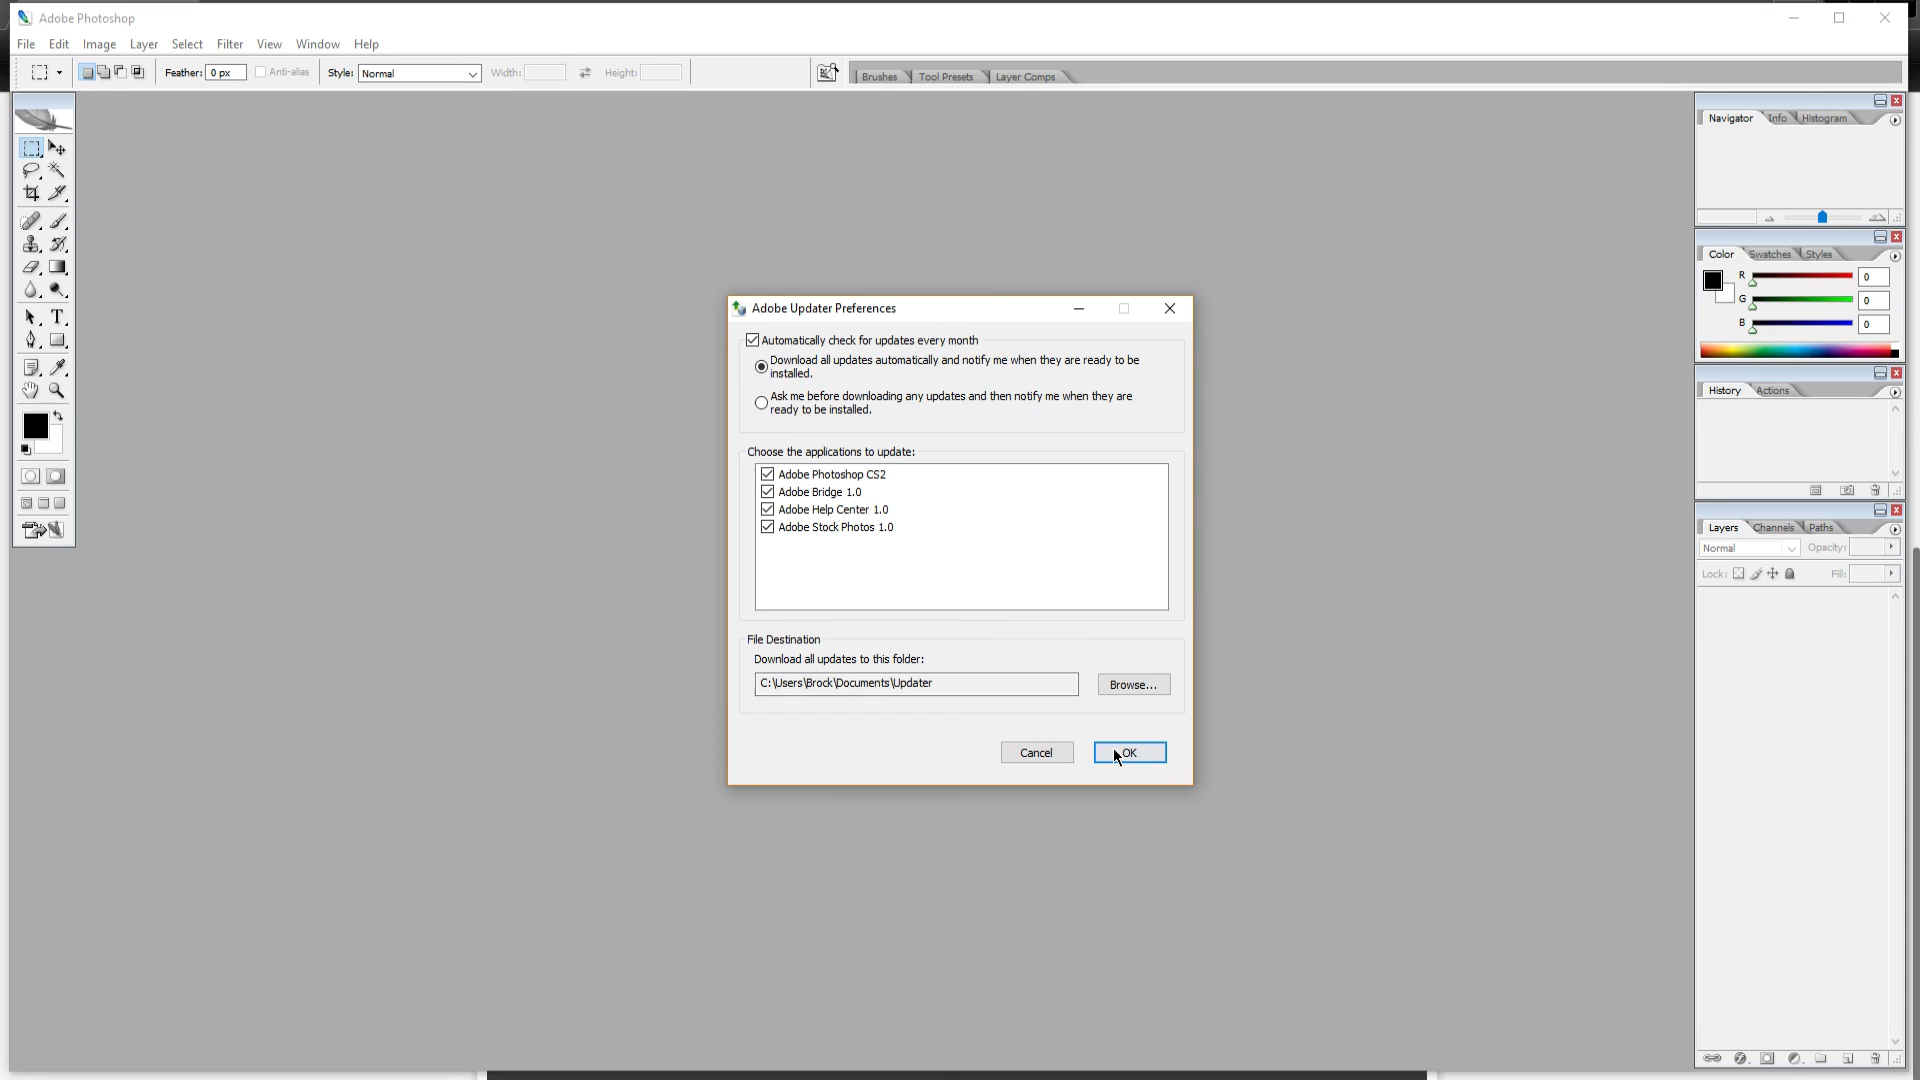 Adobe Photoshop
File Edit Image Layer Select Filter View Window Help
Feather: 0 px Anti-alias Style: Normal Width: Height: Brushes Tool Presets Layer Comps
Navigator Info Histogram
Color Swatches Styles
R 0
G 0
B 0
History Actions
Layers Channels Paths
Normal Opacity:
Lock: Fill:
T
Adobe Updater Preferences
Automatically check for updates every month
Download all updates automatically and notify me when they are ready to be
installed.
Ask me before downloading any updates and then notify me when they are
ready to be installed.
Choose the applications to update:
Adobe Photoshop CS2
Adobe Bridge 1.0
Adobe Help Center 1.0
Adobe Stock Photos 1.0
File Destination
Download all updates to this folder:
C:\Users\Brock\Documents\Updater
Browse...
Cancel OK